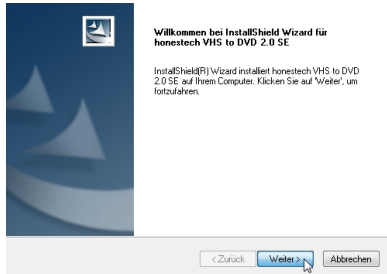 Willkommen bei InstallShield Wizard für
honestech VHS to DVD 2.0 SE
InstallShield(R) Wizard installiert honestech VHS to DVD
2.0 SE auf Ihrem Computer. Klicken Sie auf 'Weiter', um
fortzufahren.
< Zurück Weiter > Abbrechen